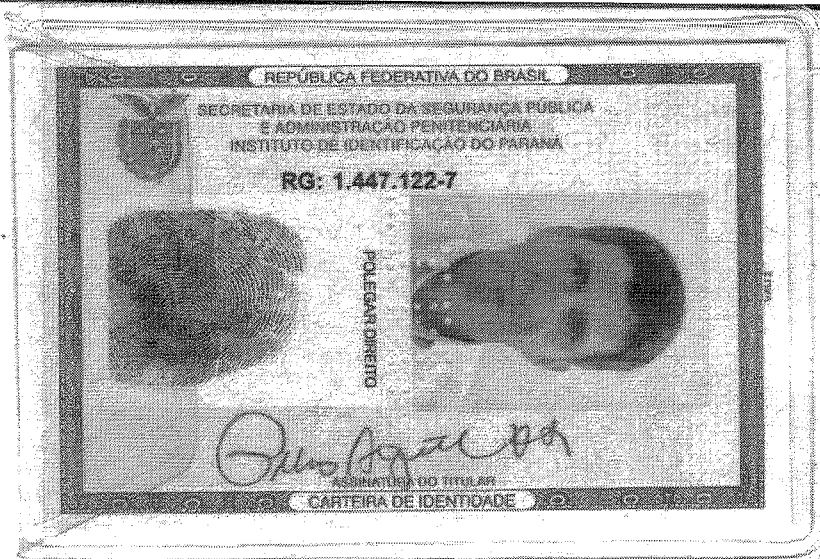 REPÚBLICA FEDERATIVA DO BRASIL
SECRETARIA DE ESTADO DA SEGURANÇA PÚBLICA
E ADMINISTRAÇÃO PENITENCIÁRIA
INSTITUTO DE IDENTIFICAÇÃO DO PARANÁ
RG: 1.447.122-7
POLEGAR DIREITO
ASSINATURA DO TITULAR
CARTEIRA DE IDENTIDADE